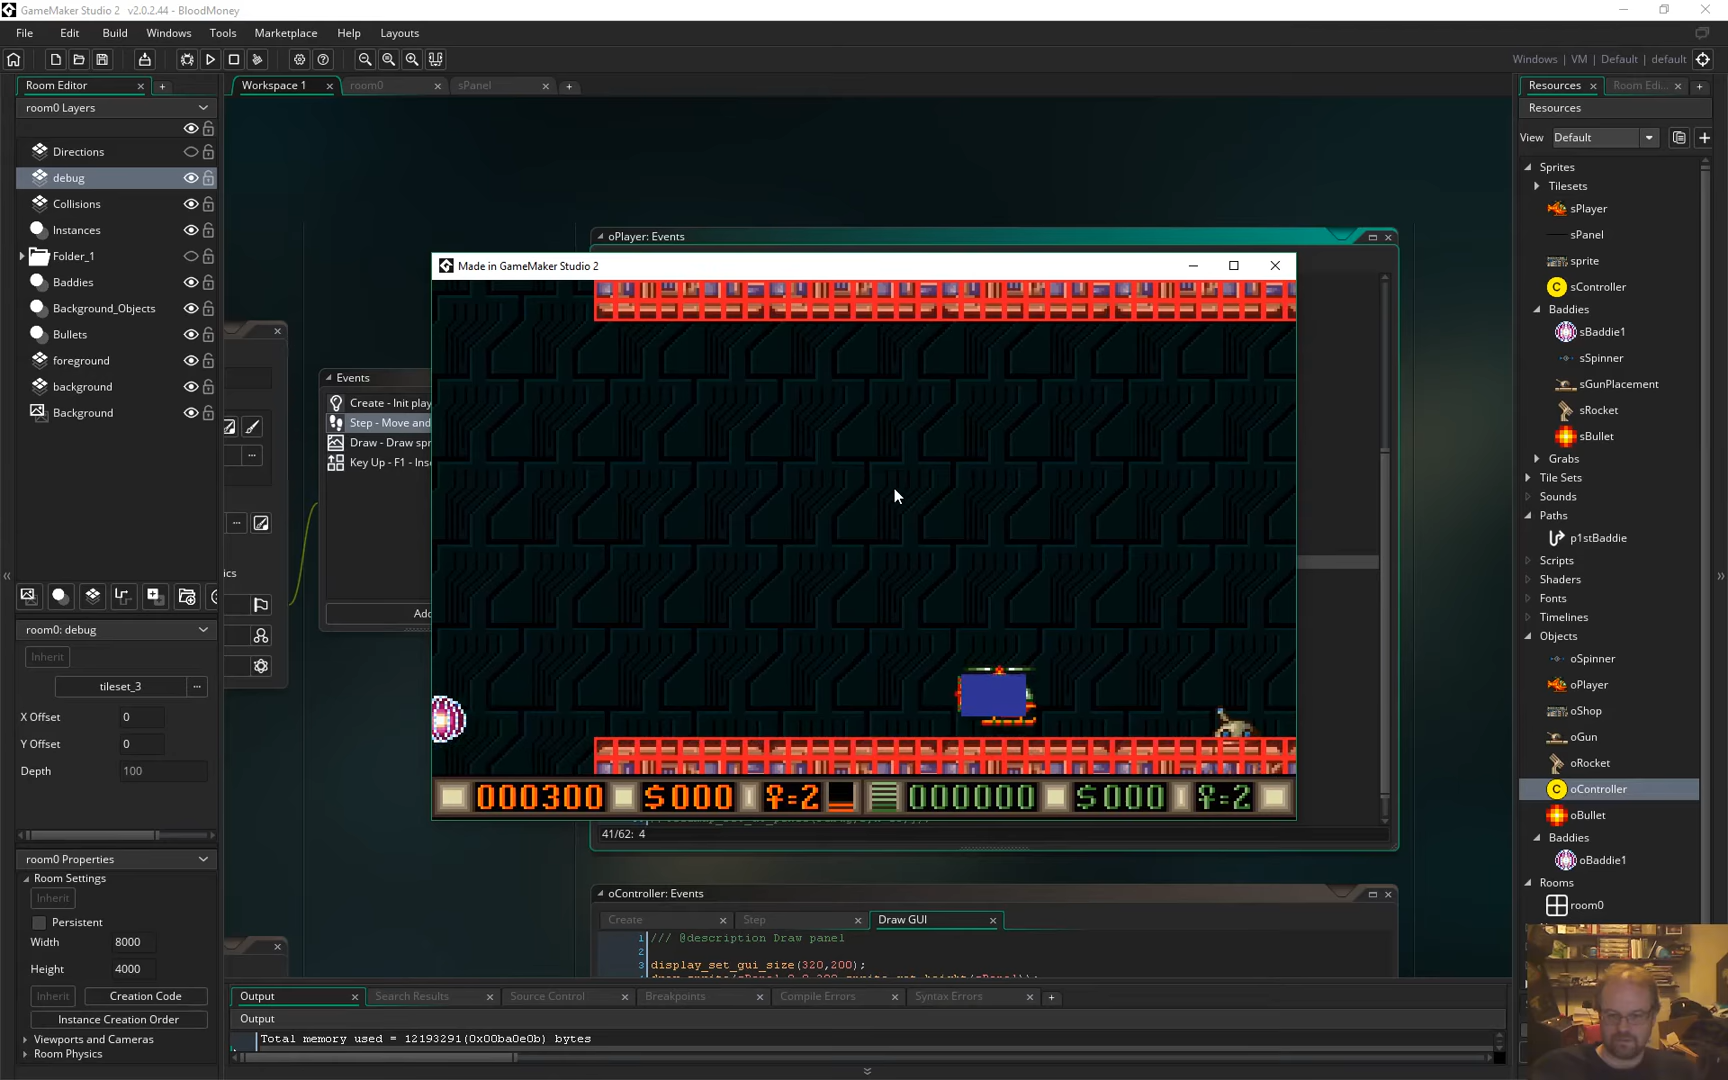 GameMaker Studio 2 v2.0.2.44 - BloodMoney
File Edit Build Windows Tools Marketplace Help Layouts
Windows | VM | Default | default
Room Editor
Workspace 1
room0
sPanel
Resources
Room Edi...
room0 Layers
Directions
debug
Collisions
Instances
Folder_1
Baddies
Background_Objects
Bullets
foreground
background
Background
room0: debug
Inherit
tileset_3
...
X Offset 0
Y Offset 0
Depth 100
room0 Properties
Room Settings
Inherit
Persistent
Width 8000
Height 4000
Inherit Creation Code
Instance Creation Order
Viewports and Cameras
Room Physics
ics
Events
Create - Init play
Step - Move and
Draw - Draw spr
Key Up - F1 - Ins
Add
oPlayer: Events
Made in GameMaker Studio 2
000300 $000 ♀=2 000000 $000 ♀=2
41/62: 4
oController: Events
Create
Step
Draw GUI
1 /// @description Draw panel
2
3 display_set_gui_size(320,200);
Output
Search Results
Source Control
Breakpoints
Compile Errors
Syntax Errors
Output
Total memory used = 12193291(0x00ba0e0b) bytes
Resources
View Default
Sprites
Tilesets
sPlayer
sPanel
sprite
sController
Baddies
sBaddie1
sSpinner
sGunPlacement
sRocket
sBullet
Grabs
Tile Sets
Sounds
Paths
p1stBaddie
Scripts
Shaders
Fonts
Timelines
Objects
oSpinner
oPlayer
oShop
oGun
oRocket
oController
oBullet
Baddies
oBaddie1
Rooms
room0